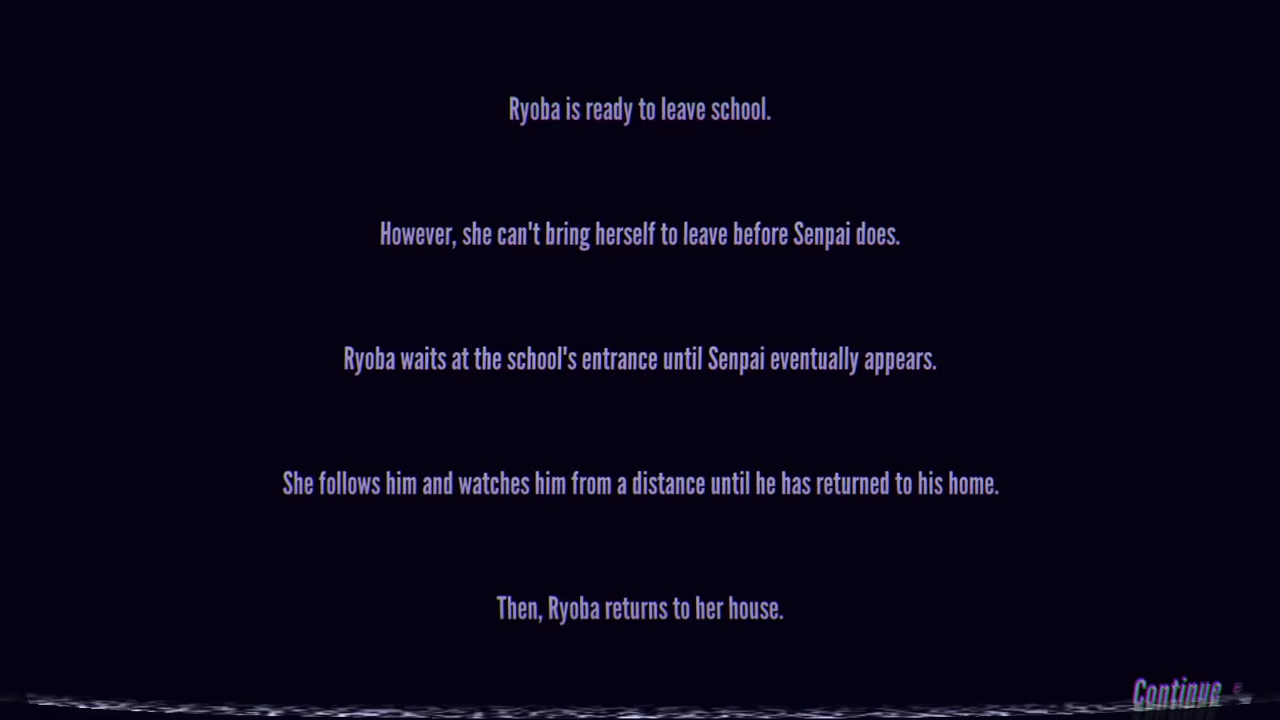 Ryoba is ready to leave school.
However, she can't bring herself to leave before Senpai does.
Ryoba waits at the school's entrance until Senpai eventually appears.
She follows him and watches him from a distance until he has returned to his home.
Then, Ryoba returns to her house.
Continue